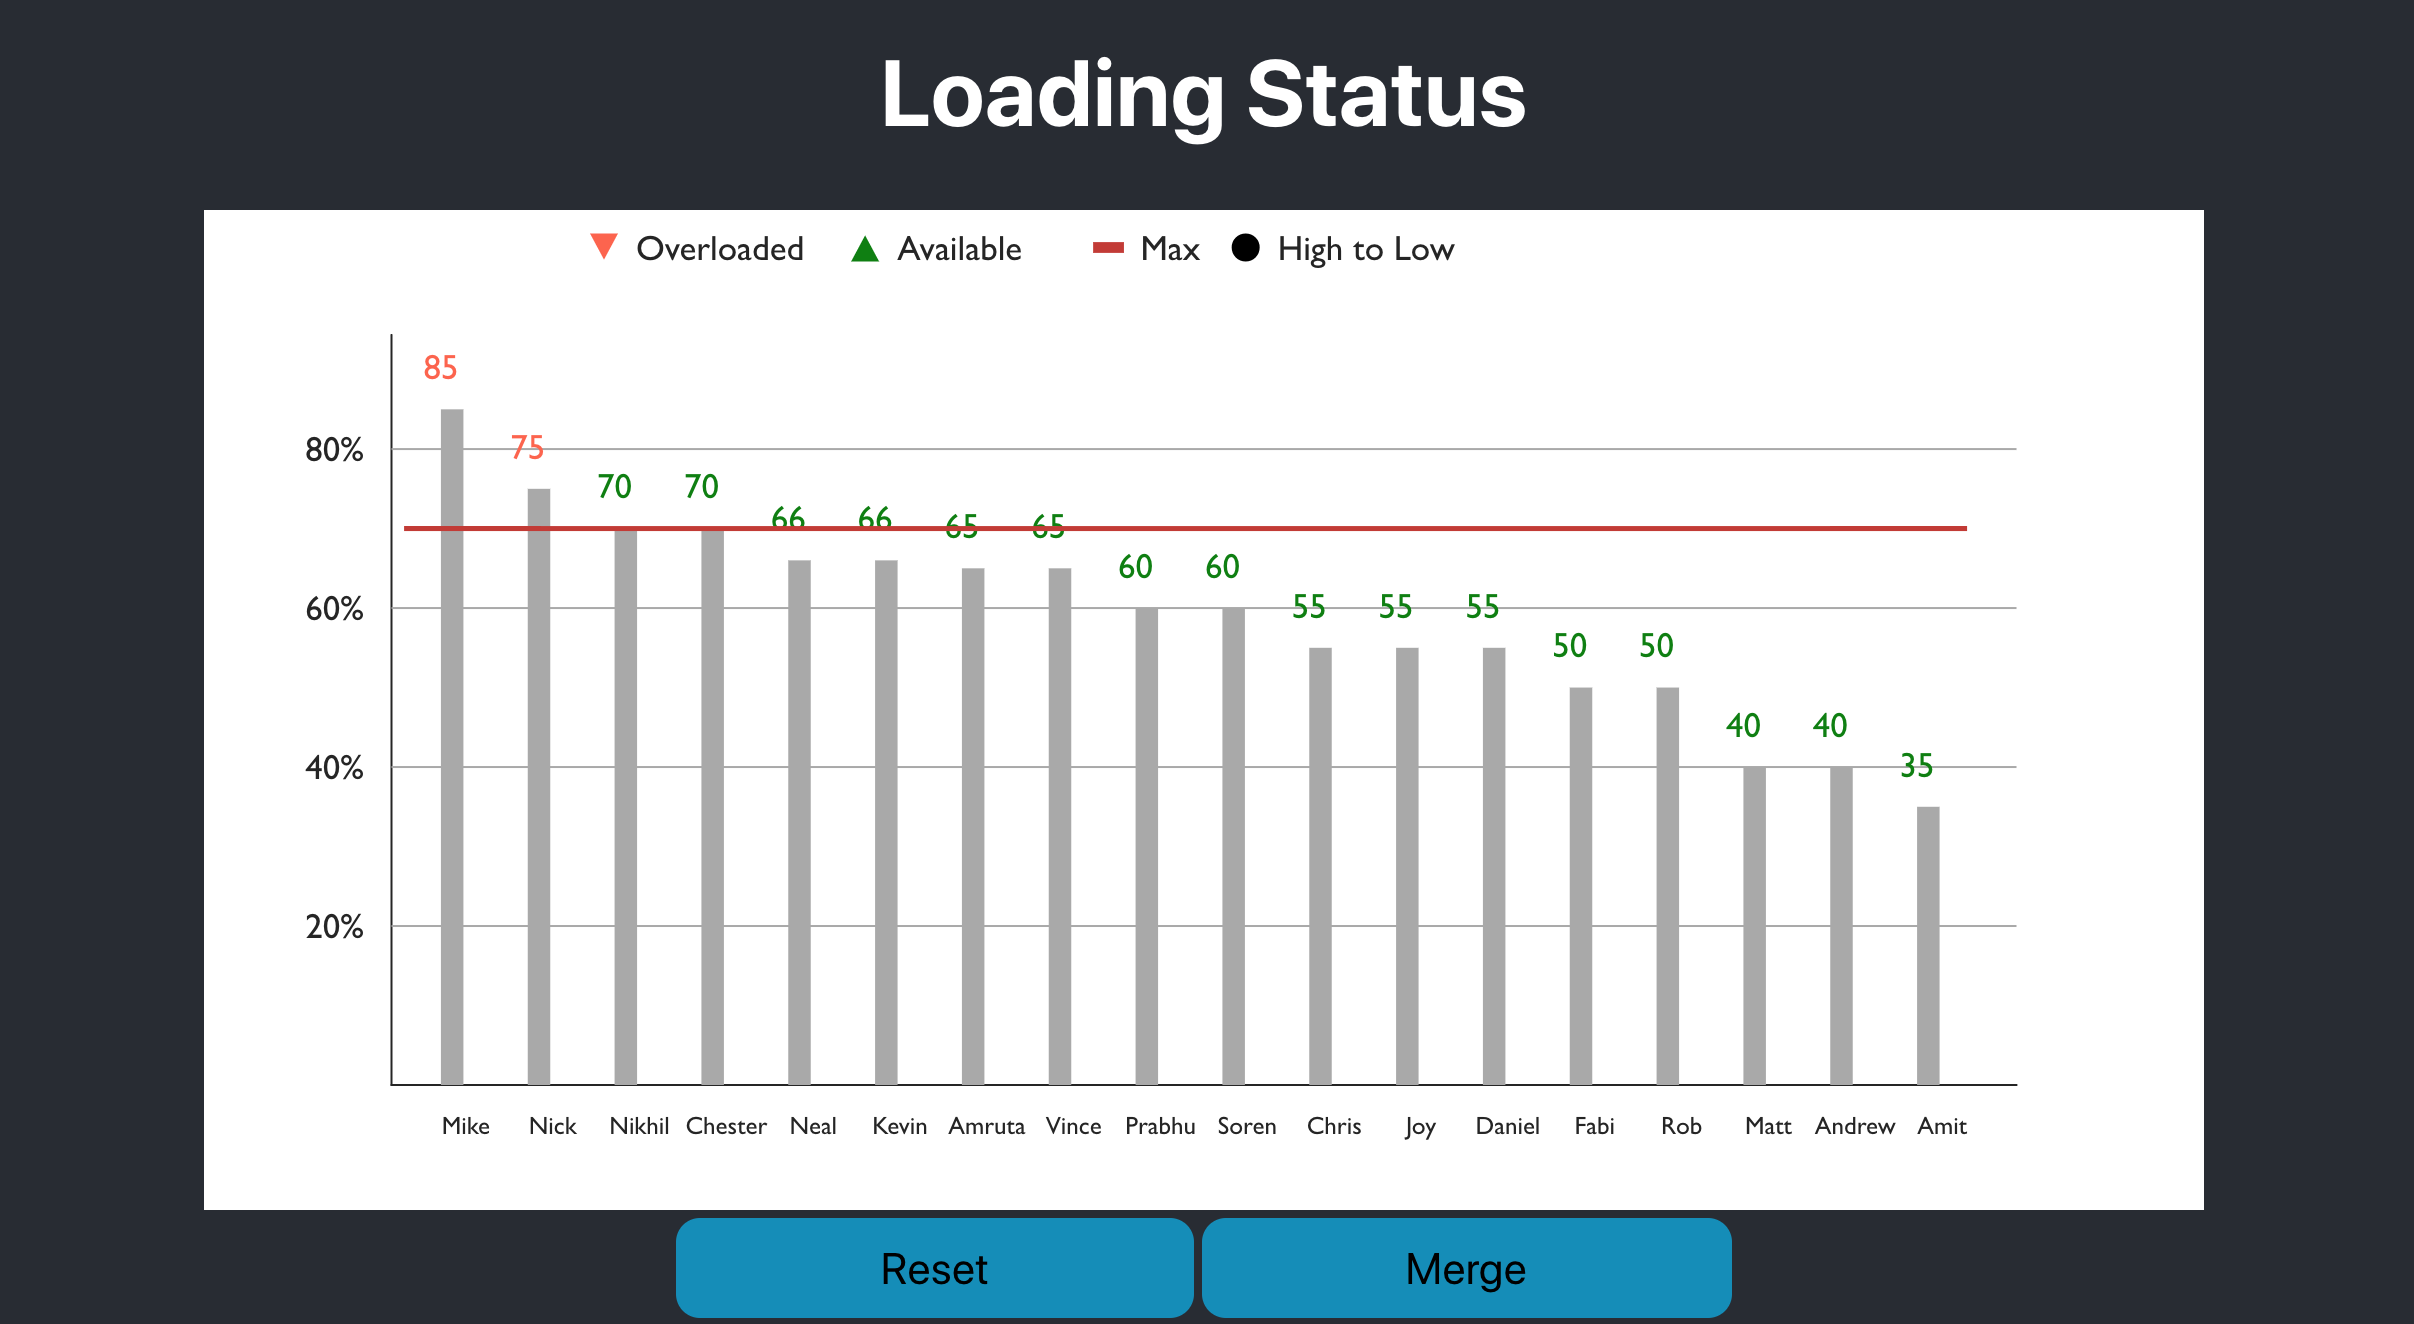 Loading Status
Overloaded Available Max High to Low
85
75
70 70
66 66 65 65
60 60
55 55 55
50 50
40 40
35
80%
60%
40%
20%
Mike Nick Nikhil Chester Neal Kevin Amruta Vince Prabhu Soren Chris Joy Daniel Fabi Rob Matt Andrew Amit
Reset Merge